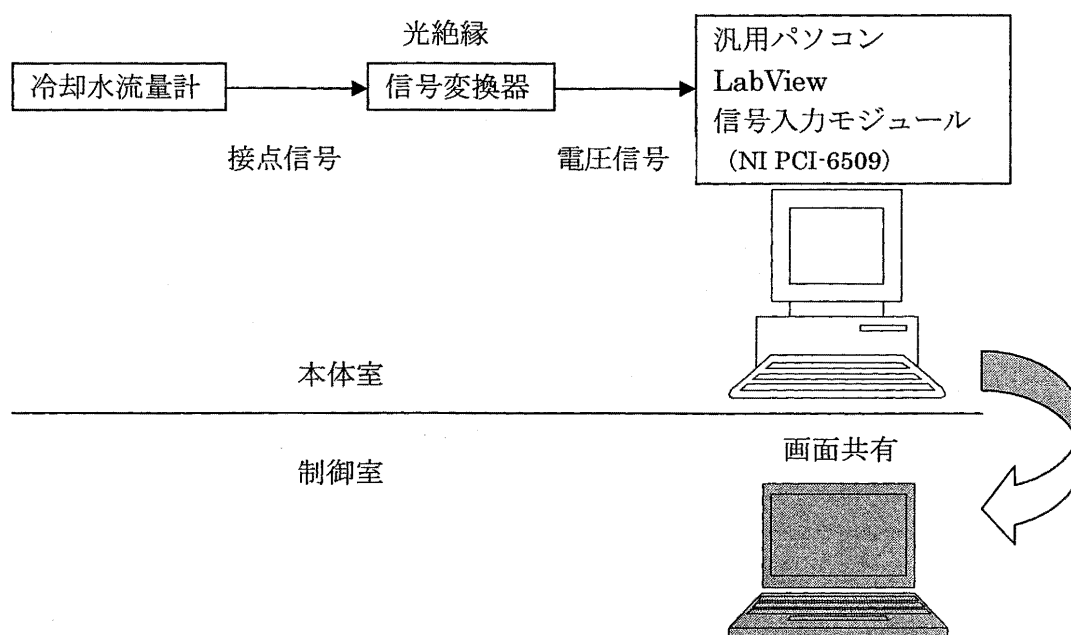 光絶縁
冷却水流量計
信号変換器
接点信号
電圧信号
汎用パソコン
LabView
信号入力モジュール
（NI PCI-6509）
本体室
制御室
画面共有